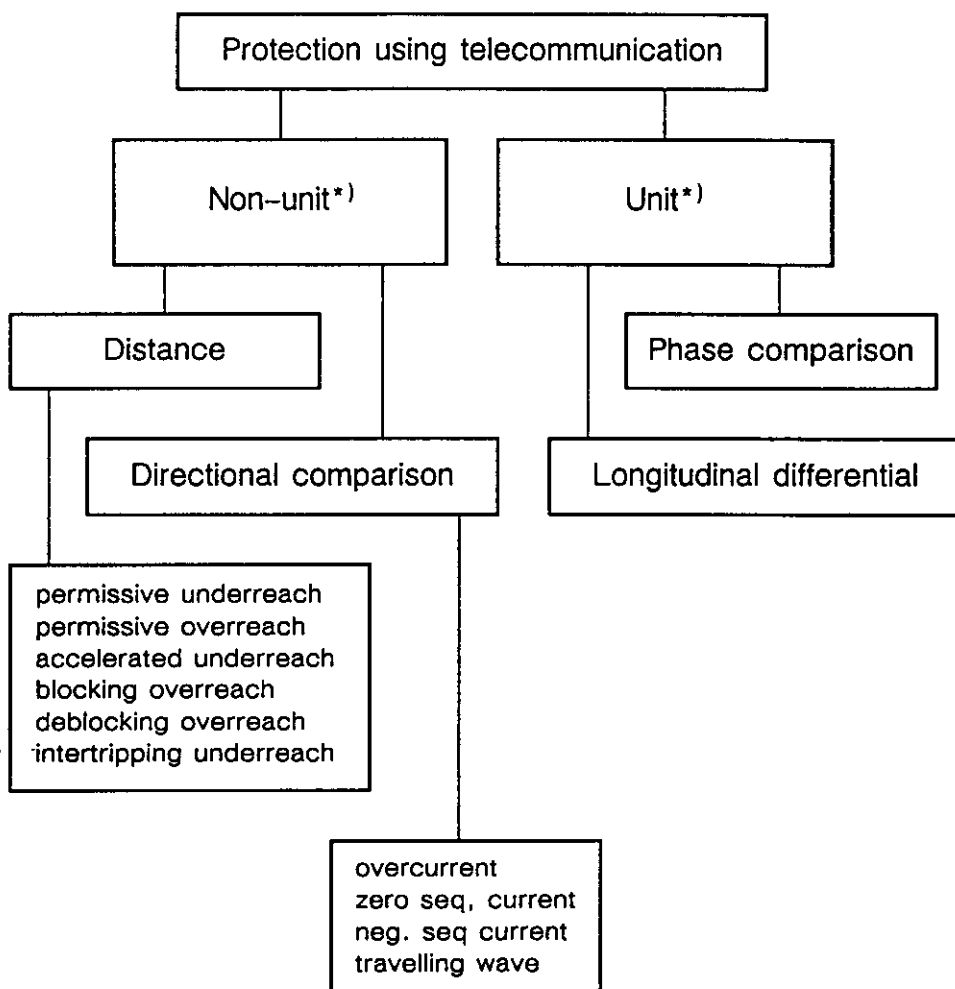 Protection using telecommunication
Non-unit*)
Unit*)
Distance
Phase comparison
Directional comparison
Longitudinal differential
permissive underreach
permissive overreach
accelerated underreach
blocking overreach
deblocking overreach
intertripping underreach
overcurrent
zero seq, current
neg. seq current
travelling wave